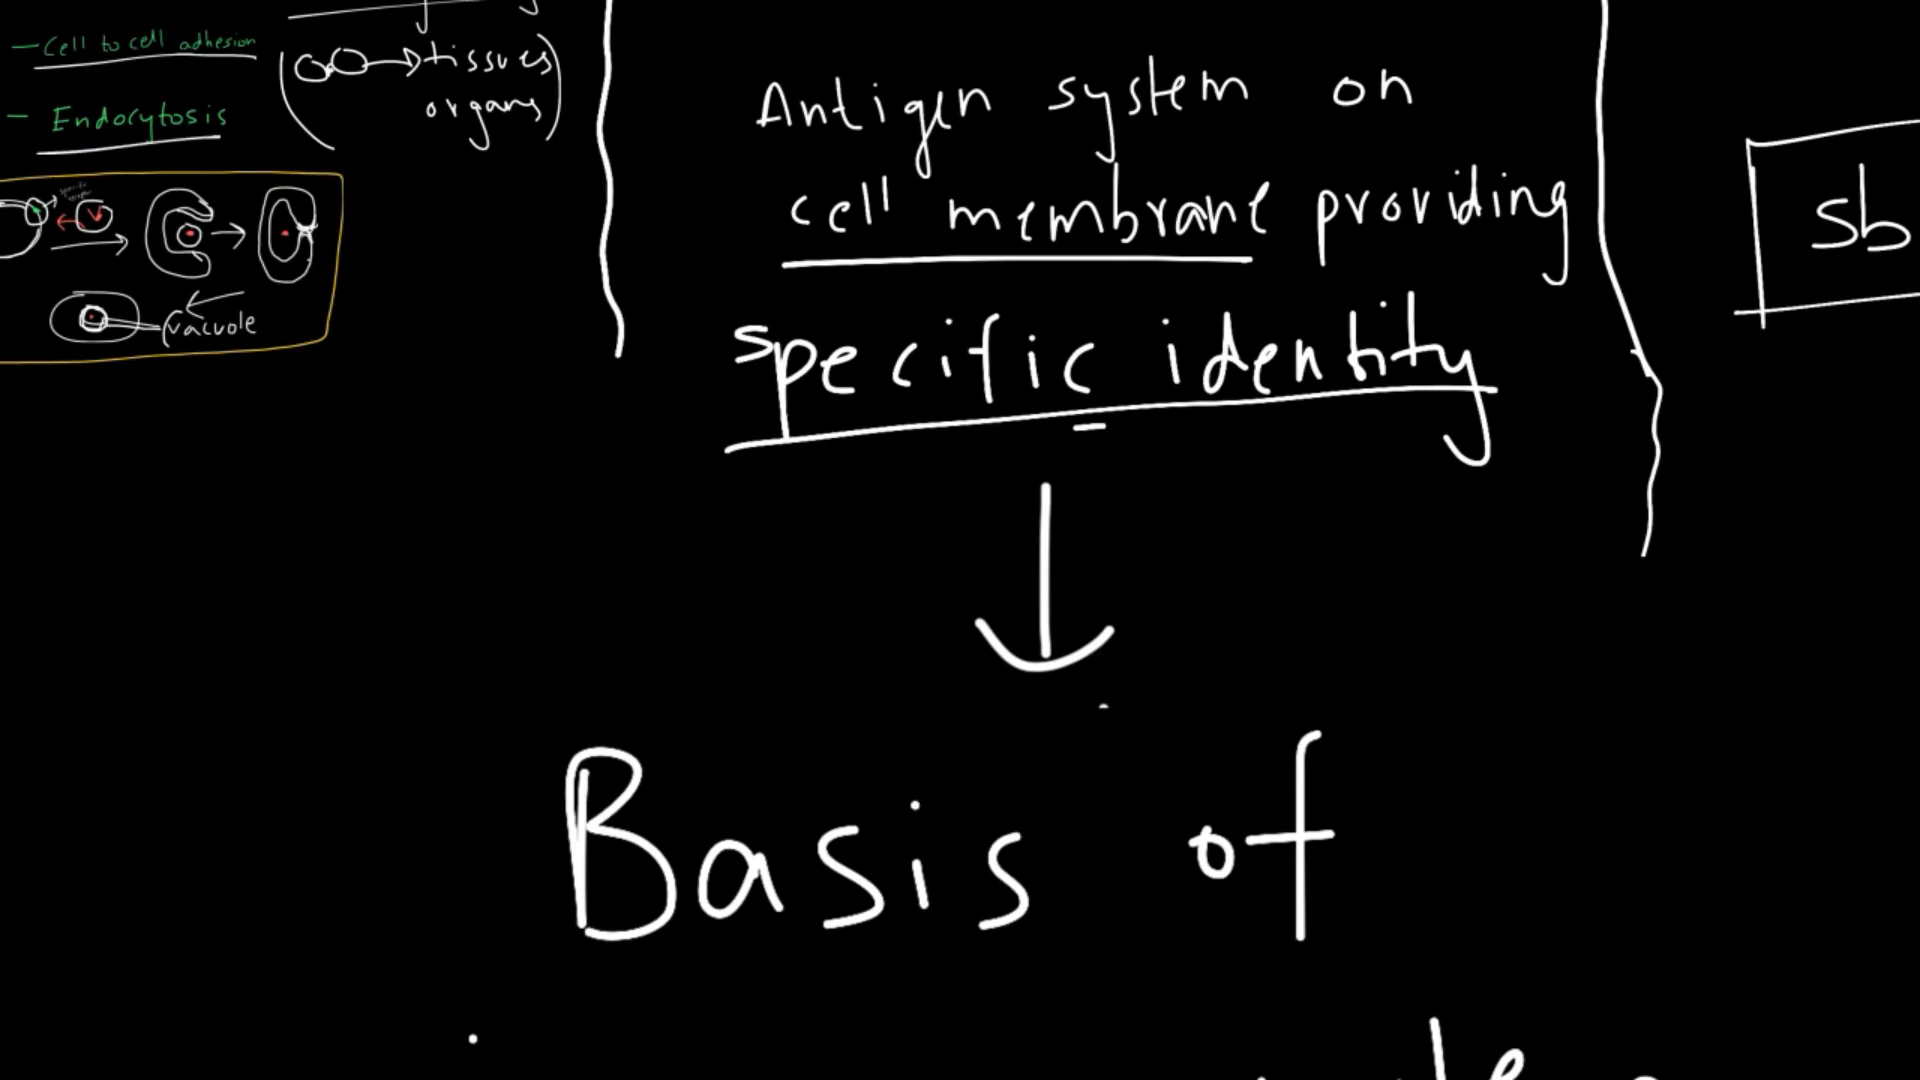 — Cell to cell adhesion
→ tissues
organs
— Endocytosis
vacuole
Antigen system on
cell membrane providing
specific identity
Basis of
sb